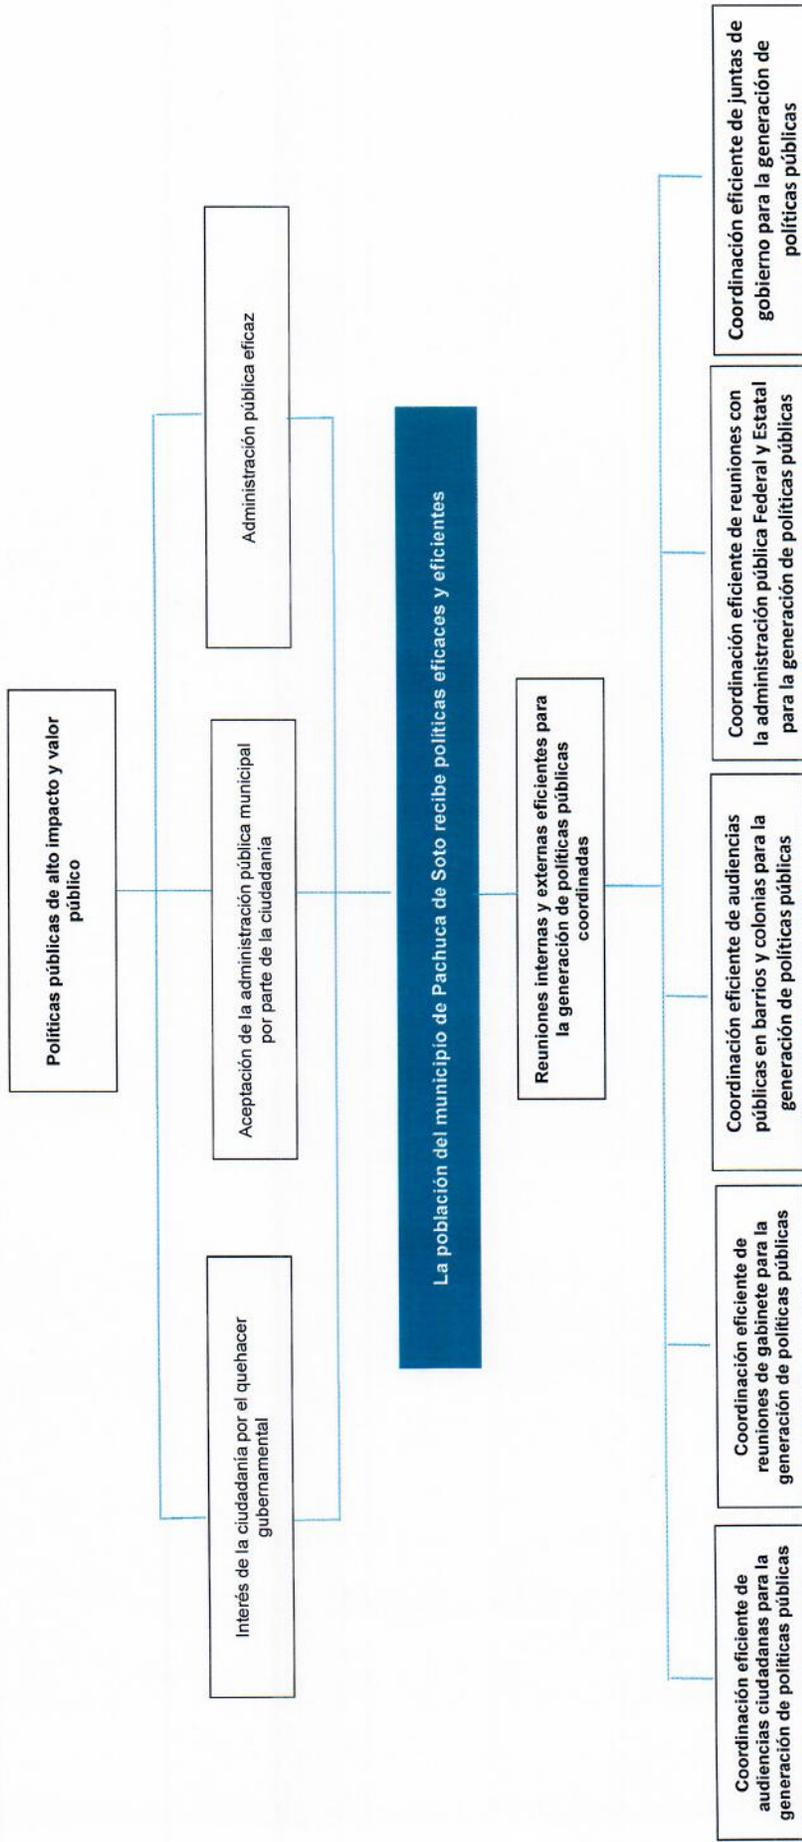 Políticas públicas de alto impacto y valor
público
Interés de la ciudadanía por el quehacer
gubernamental
Aceptación de la administración pública municipal
por parte de la ciudadanía
Administración pública eficaz
La población del municipio de Pachuca de Soto recibe políticas eficaces y eficientes
Reuniones internas y externas eficientes para
la generación de políticas públicas
coordinadas
Coordinación eficiente de
audiencias ciudadanas para la
generación de políticas públicas
Coordinación eficiente de
reuniones de gabinete para la
generación de políticas públicas
Coordinación eficiente de audiencias
públicas en barrios y colonias para la
generación de políticas públicas
Coordinación eficiente de reuniones con
la administración pública Federal y Estatal
para la generación de políticas públicas
Coordinación eficiente de juntas de
gobierno para la generación de
políticas públicas